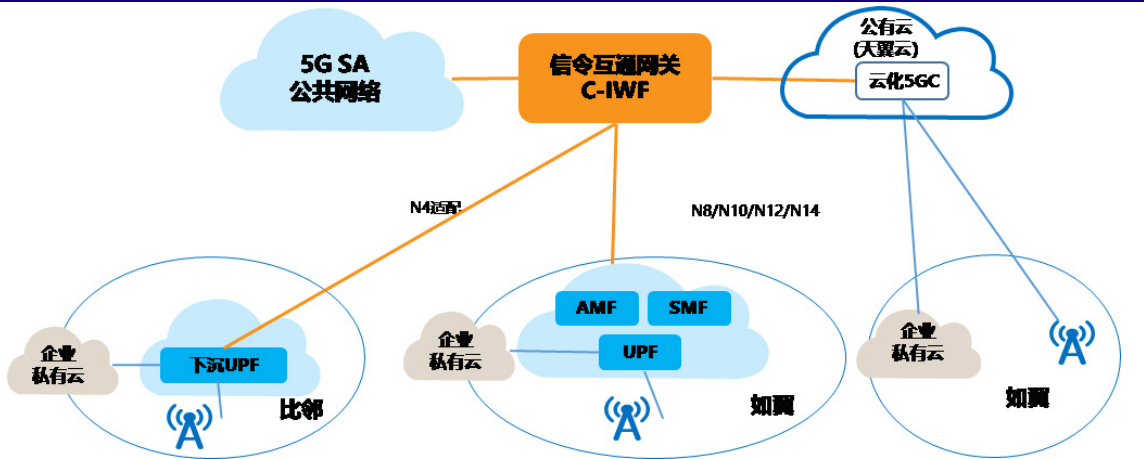 5G SA
公共网络
信令互通网关
C-IWF
公有云
(天翼云)
云化5GC
N4适配
N8/N10/N12/N14
企业
私有云
下沉UPF
比邻
企业
私有云
AMF
SMF
UPF
如翼
企业
私有云
如翼